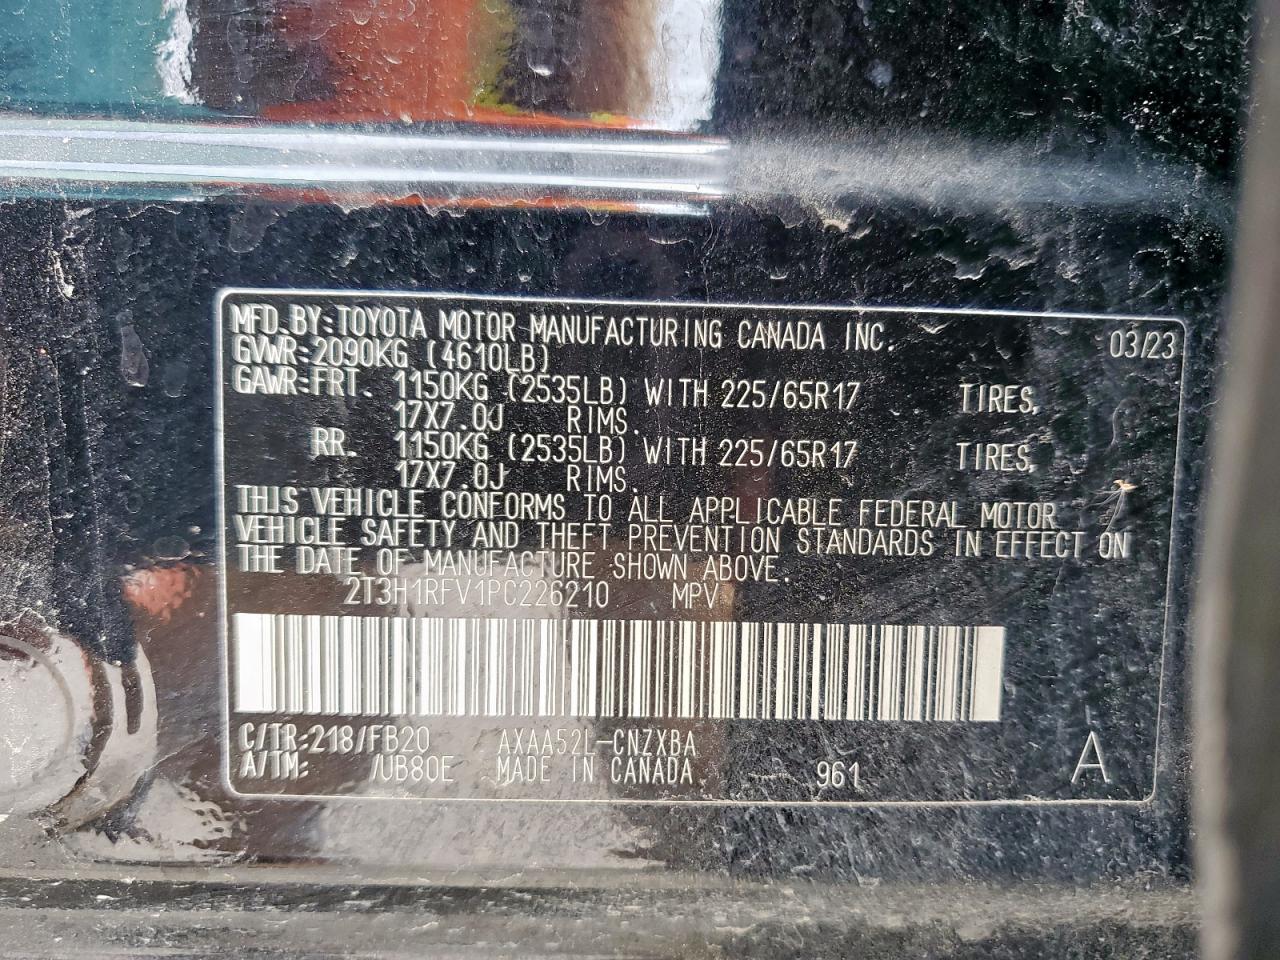 MFD.BY:TOYOTA MOTOR MANUFACTURING CANADA INC. 03/23
GVWR:2090KG (4610LB)
GAWR:FRT. 1150KG (2535LB) WITH 225/65R17 TIRES,
17X7.0J RIMS.
RR. 1150KG (2535LB) WITH 225/65R17 TIRES,
17X7.0J RIMS.
THIS VEHICLE CONFORMS TO ALL APPLICABLE FEDERAL MOTOR
VEHICLE SAFETY AND THEFT PREVENTION STANDARDS IN EFFECT ON
THE DATE OF MANUFACTURE SHOWN ABOVE.
2T3H1RFV1PC226210 MPV
C/TR:218/FB20 AXAA52L-CNZXBA
A/TM: /UB80E MADE IN CANADA 961 A